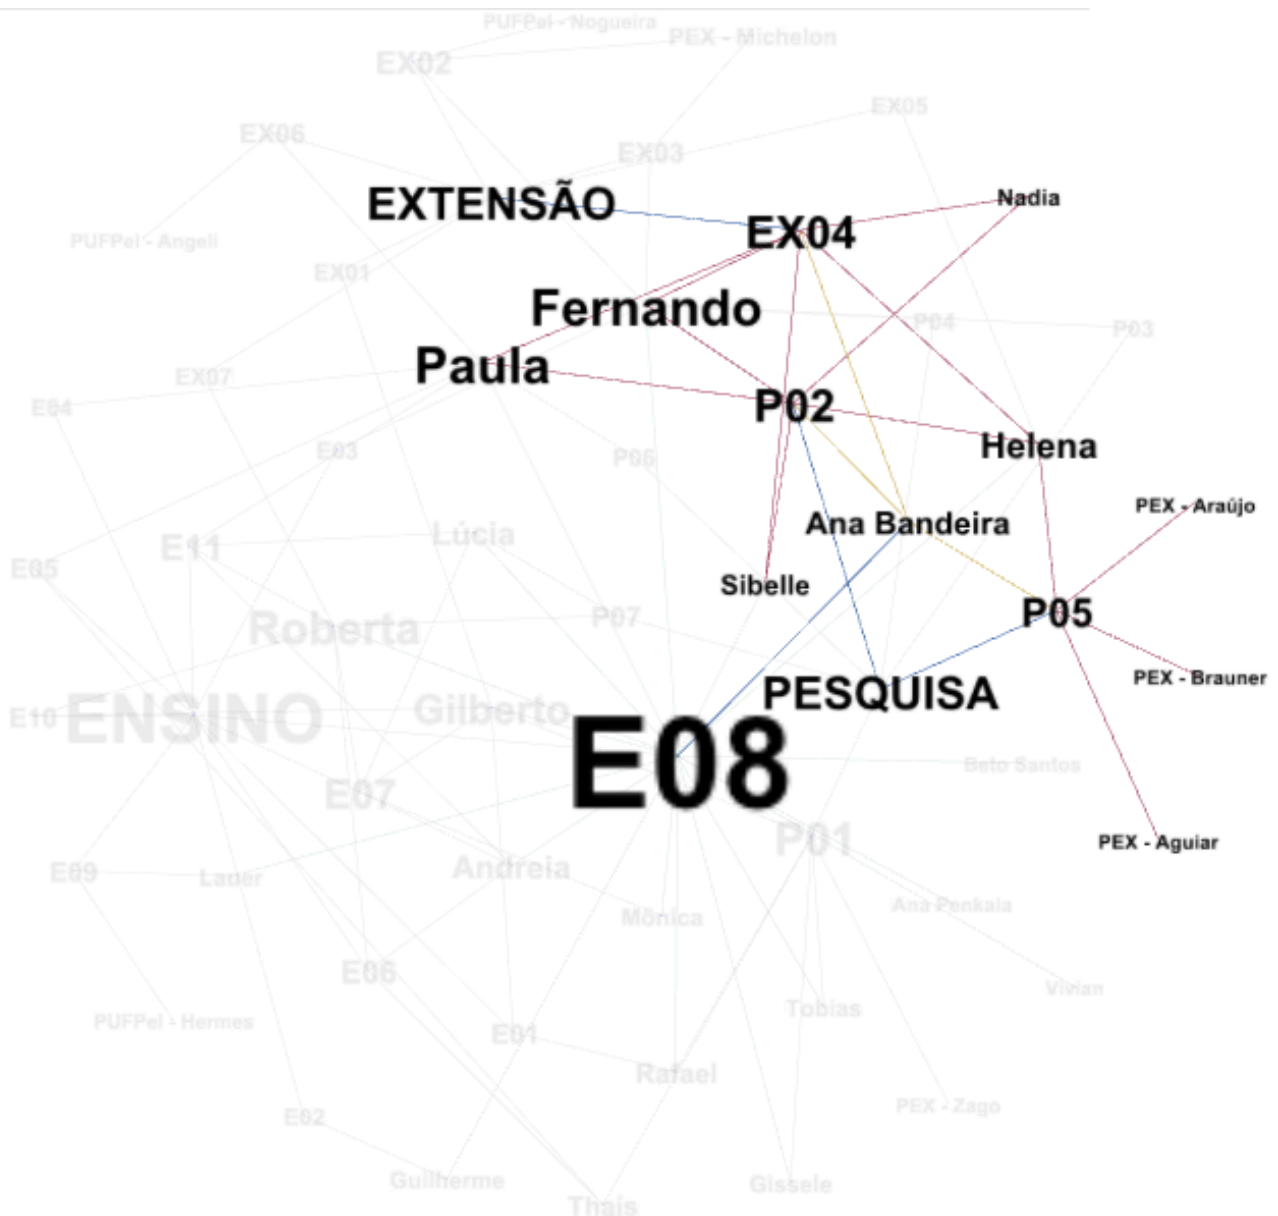 PUFPel - Nogueira
PEX - Michelon
EX02
EX05
EX06
EX03
Nadia
EXTENSÃO
EX04
PUFPel - Angeli
EX01
Fernando
P04
P03
Paula
EX07
E04
P02
Helena
E03
P06
PEX - Araújo
Ana Bandeira
Lúcia
E11
E05
Sibelle
P07
P05
Roberta
PEX - Brauner
PESQUISA
Gilberto
E10
ENSINO
E08
Beto Santos
E07
P01
PEX - Aguiar
Andreia
E09
Lauer
Ana Penkala
Mônica
E06
Vivian
Tobias
PUFPel - Hermes
E01
Rafael
PEX - Zago
E02
Guilherme
Gissele
Thaís